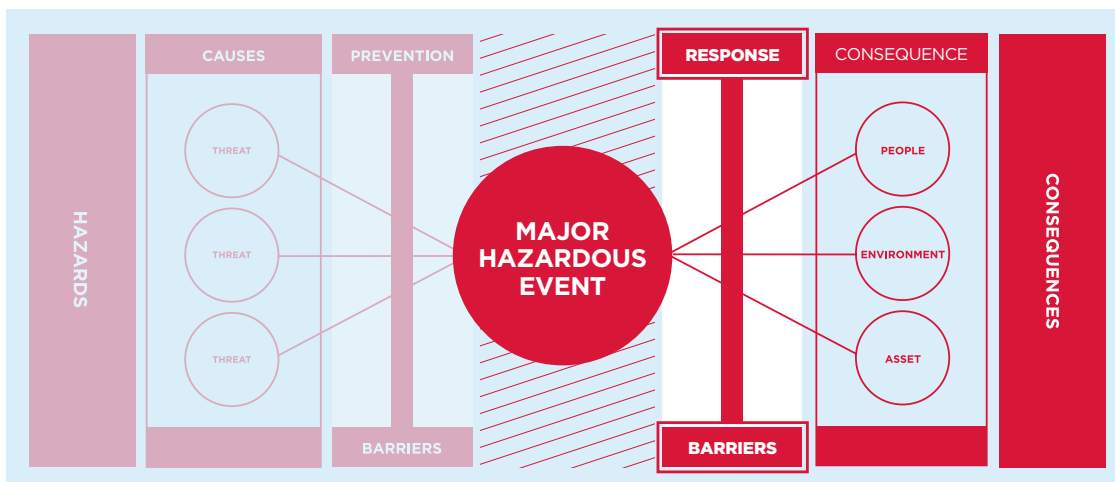 HAZARDS
CAUSES
THREAT
THREAT
THREAT
PREVENTION
BARRIERS
MAJOR
HAZARDOUS
EVENT
RESPONSE
BARRIERS
CONSEQUENCE
PEOPLE
ENVIRONMENT
ASSET
CONSEQUENCES